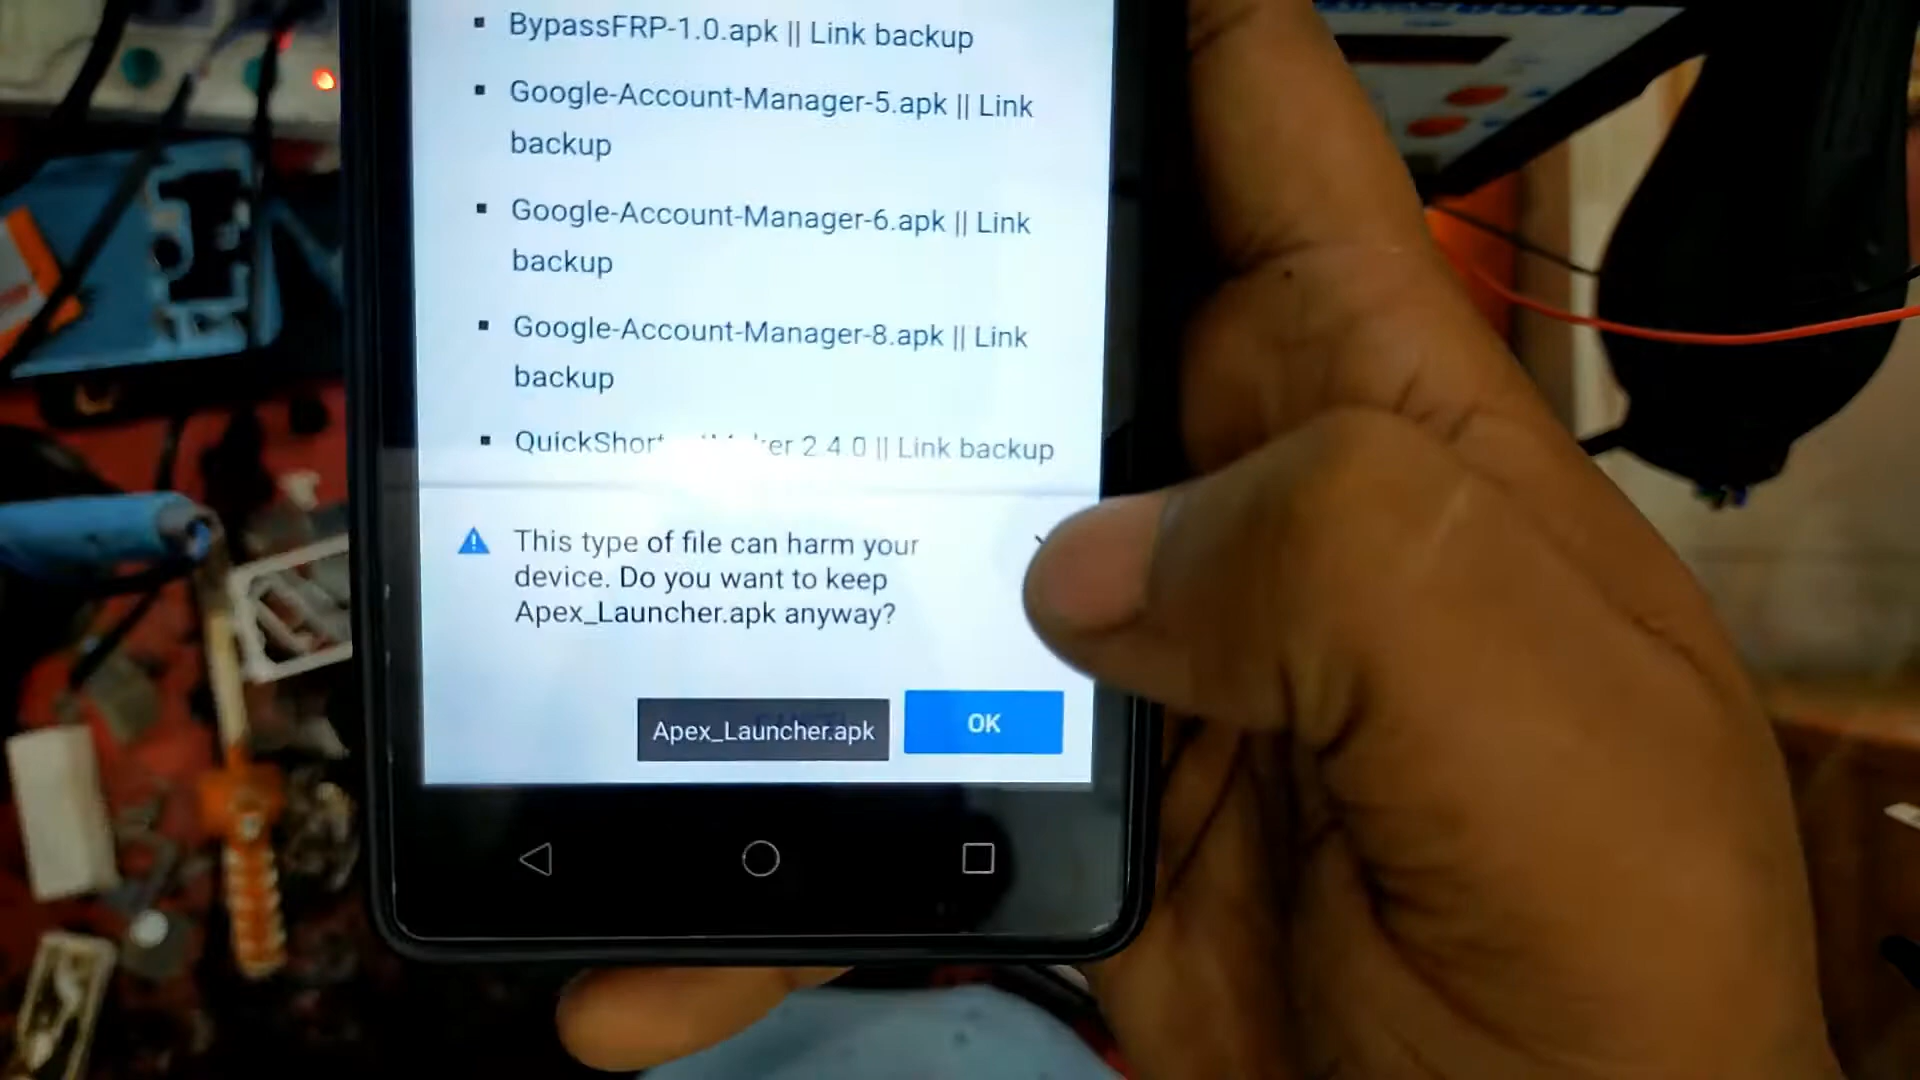 BypassFRP-1.0.apk || Link backup
Google-Account-Manager-5.apk || Link
backup
Google-Account-Manager-6.apk || Link
backup
Google-Account-Manager-8.apk || Link
backup
2.4.0 || Link backup
This type of file can harm your
device. Do you want to keep
Apex_Launcher.apk anyway?
Apex_Launcher.apk
OK